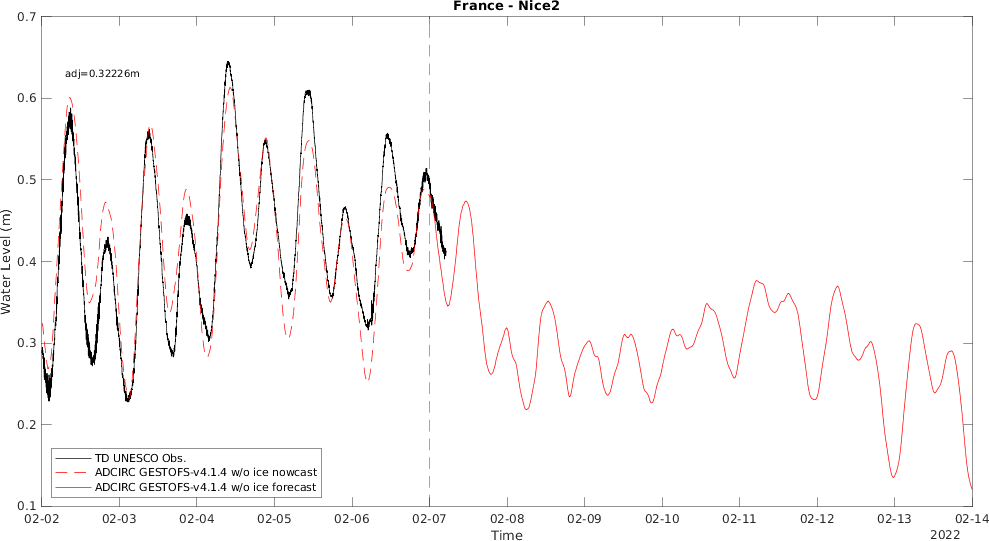 France - Nice2
adj=0.32226m
Water Level (m)
0.7
0.6
0.5
0.4
0.3
0.2
0.1
TD UNESCO Obs.
ADCIRC GESTOFS-v4.1.4 w/o ice nowcast
ADCIRC GESTOFS-v4.1.4 w/o ice forecast
02-02 02-03 02-04 02-05 02-06 02-07 02-08 02-09 02-10 02-11 02-12 02-13 02-14
Time
2022